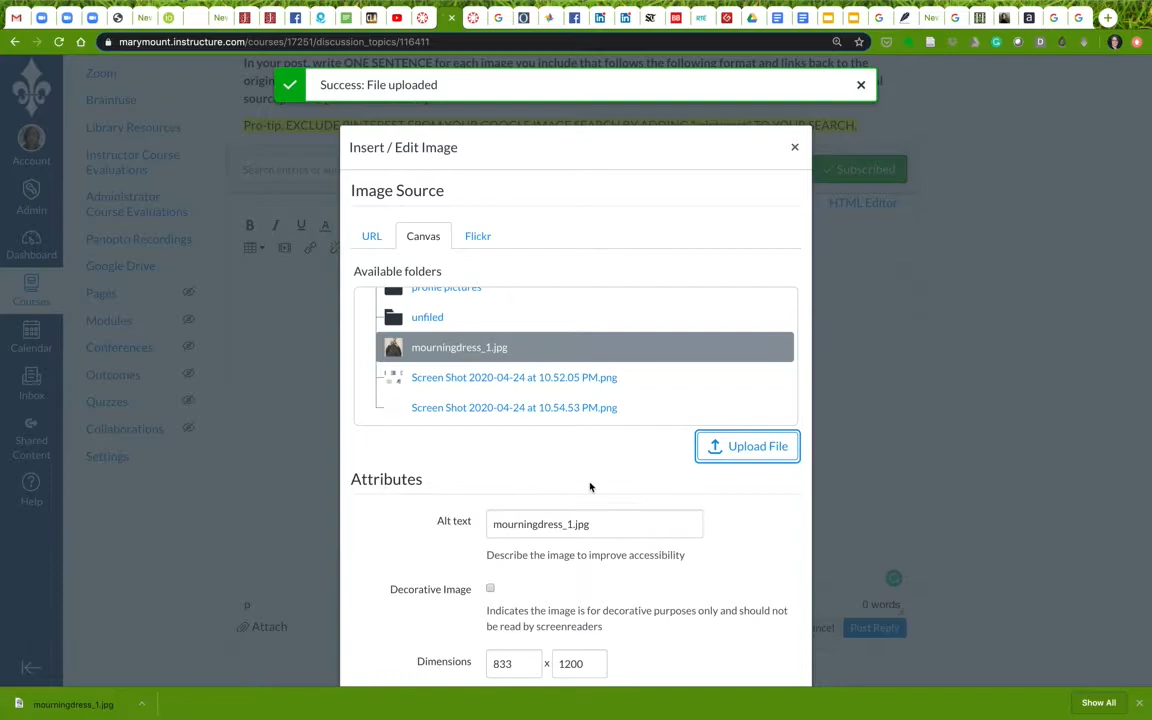 marymount.instructure.com/courses/17251/discussion_topics/116411
In your post, write ONE SENTENCE for each image you include that follows the following format and links back to the
Success: File uploaded
Pro-tip. EXCLUDE PINTEREST FROM YOUR GOOGLE IMAGE SEARCH BY ADDING "-pinterest" TO YOUR SEARCH.
Account
Admin
Dashboard
Courses
Calendar
Inbox
Shared
Content
Help
Zoom
Brainfuse
Library Resources
Instructor Course
Evaluations
Administrator
Course Evaluations
Panopto Recordings
Google Drive
Pages
Modules
Conferences
Outcomes
Quizzes
Collaborations
Settings
Search entries or
Subscribed
HTML Editor
B I U A
Insert / Edit Image
Image Source
URL
Canvas
Flickr
Available folders
profile pictures
unfiled
mourningdress_1.jpg
Screen Shot 2020-04-24 at 10.52.05 PM.png
Screen Shot 2020-04-24 at 10.54.53 PM.png
Upload File
Attributes
Alt text
mourningdress_1.jpg
Describe the image to improve accessibility
Decorative Image
Indicates the image is for decorative purposes only and should not
be read by screenreaders
Dimensions
833 x 1200
p
Attach
0 words
Post Reply
mourningdress_1.jpg
Show All